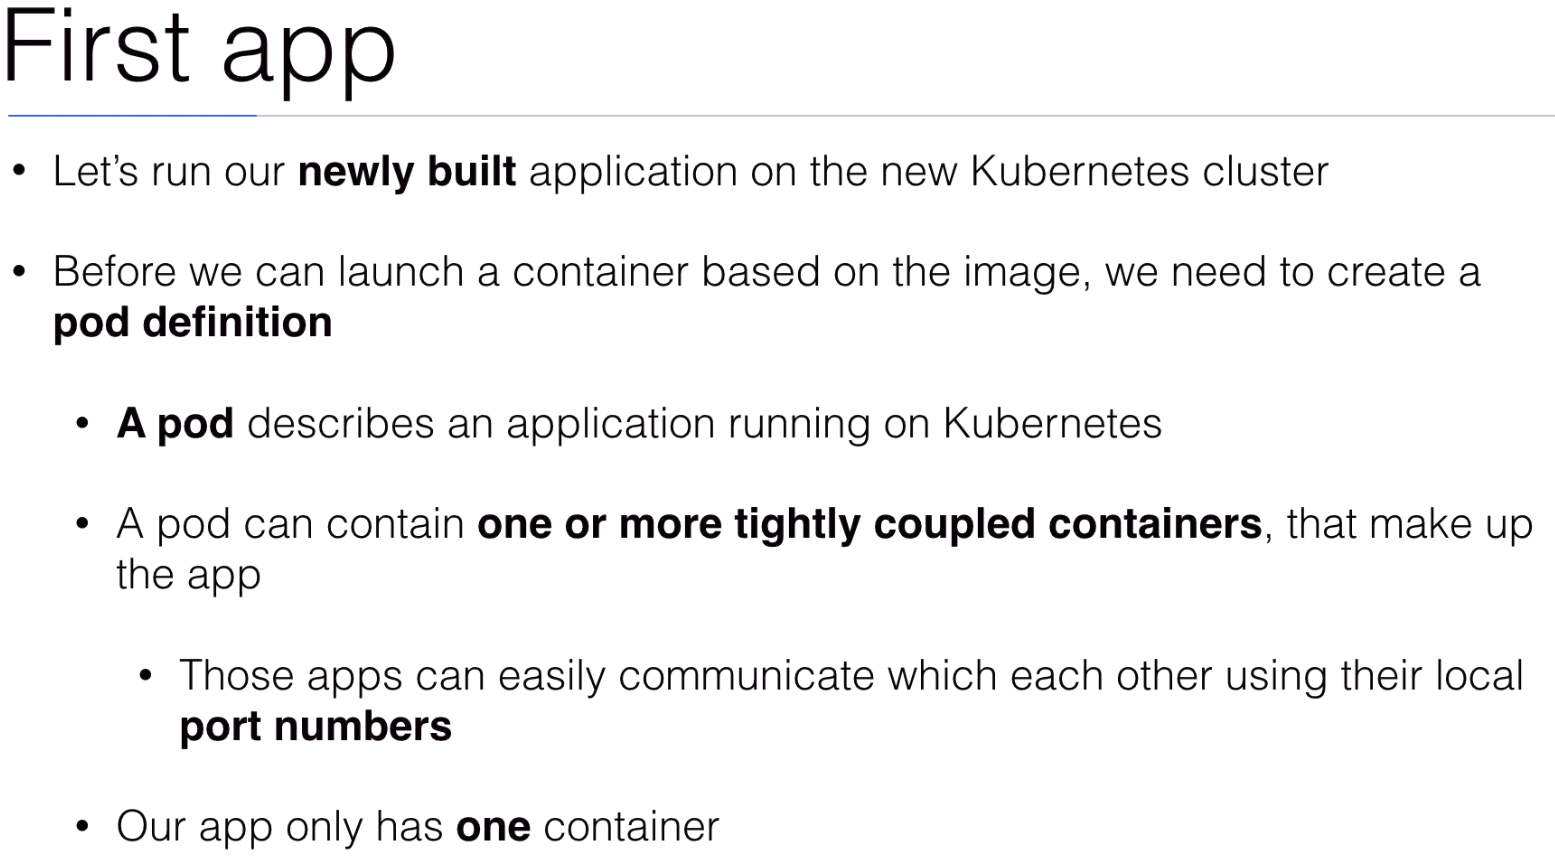 First app
• Let’s run our newly built application on the new Kubernetes cluster
• Before we can launch a container based on the image, we need to create a
pod definition
• A pod describes an application running on Kubernetes
• A pod can contain one or more tightly coupled containers, that make up
the app
• Those apps can easily communicate which each other using their local
port numbers
• Our app only has one container